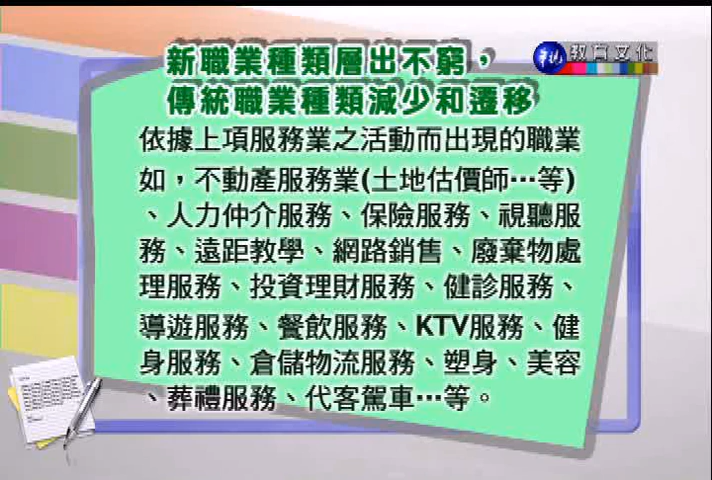 新職業種類層出不窮，
華視 教育文化
傳統職業種類減少和遷移
依據上項服務業之活動而出現的職業
如，不動產服務業(土地估價師…等)
、人力仲介服務、保險服務、視聽服
務、遠距教學、網路銷售、廢棄物處
理服務、投資理財服務、健診服務、
導遊服務、餐飲服務、KTV服務、健
身服務、倉儲物流服務、塑身、美容
、葬禮服務、代客駕車…等。